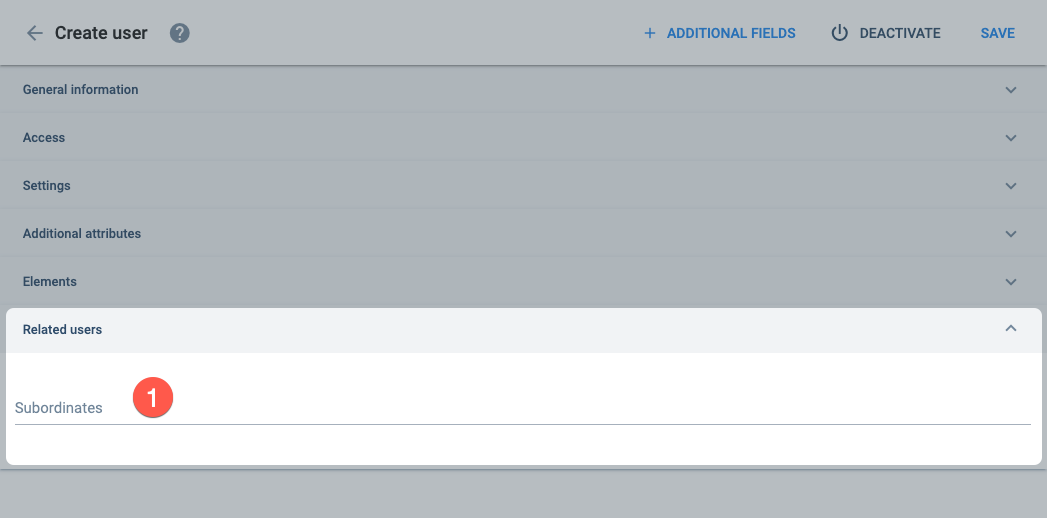 Create user ?
+ ADDITIONAL FIELDS DEACTIVATE SAVE
General information
Access
Settings
Additional attributes
Elements
Related users
Subordinates 1